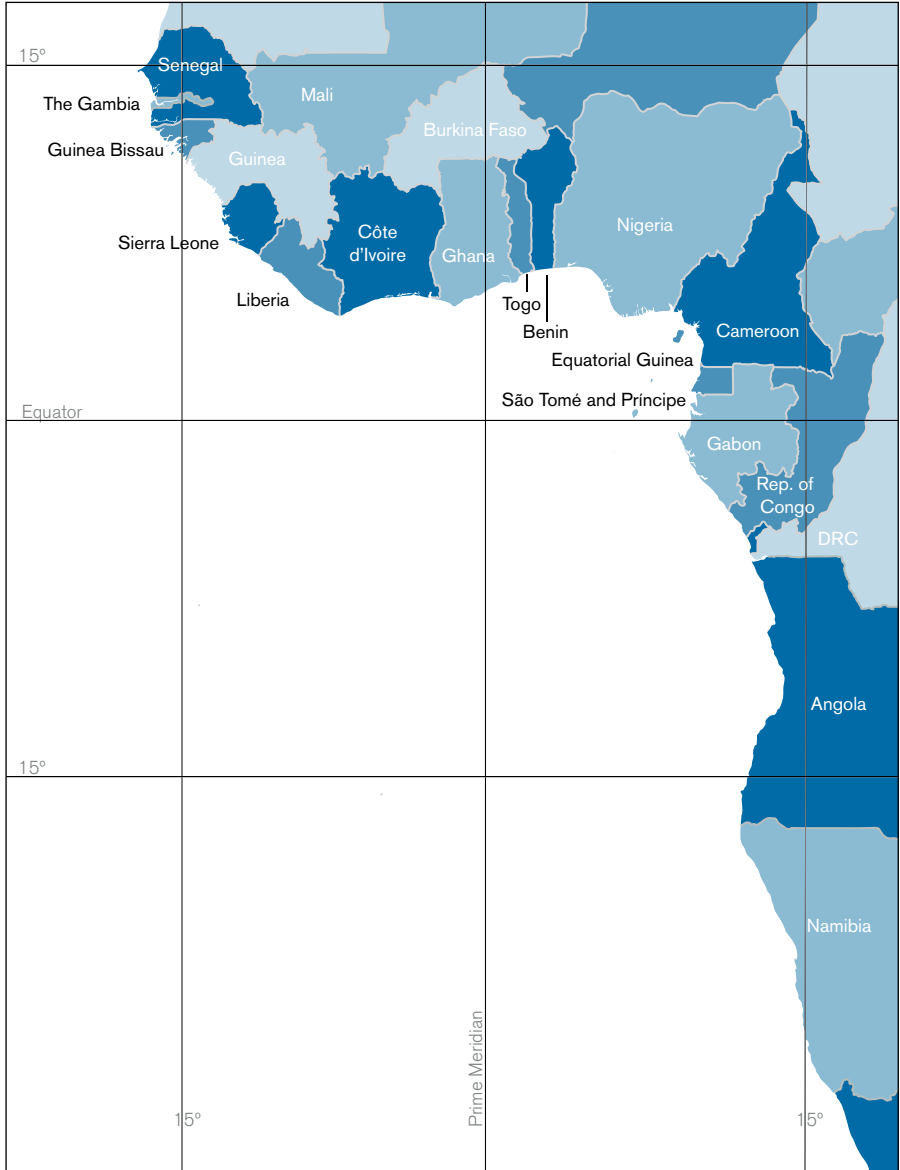 15º
Senegal
The Gambia
Mali
Burkina Faso
Guinea Bissau
Guinea
Nigeria
Côte
d'Ivoire
Sierra Leone
Ghana
Liberia
Togo
Benin
Cameroon
Equatorial Guinea
São Tomé and Príncipe
Equator
Gabon
Rep. of
Congo
DRC
Angola
15º
Namibia
Prime Meridian
15º
15º